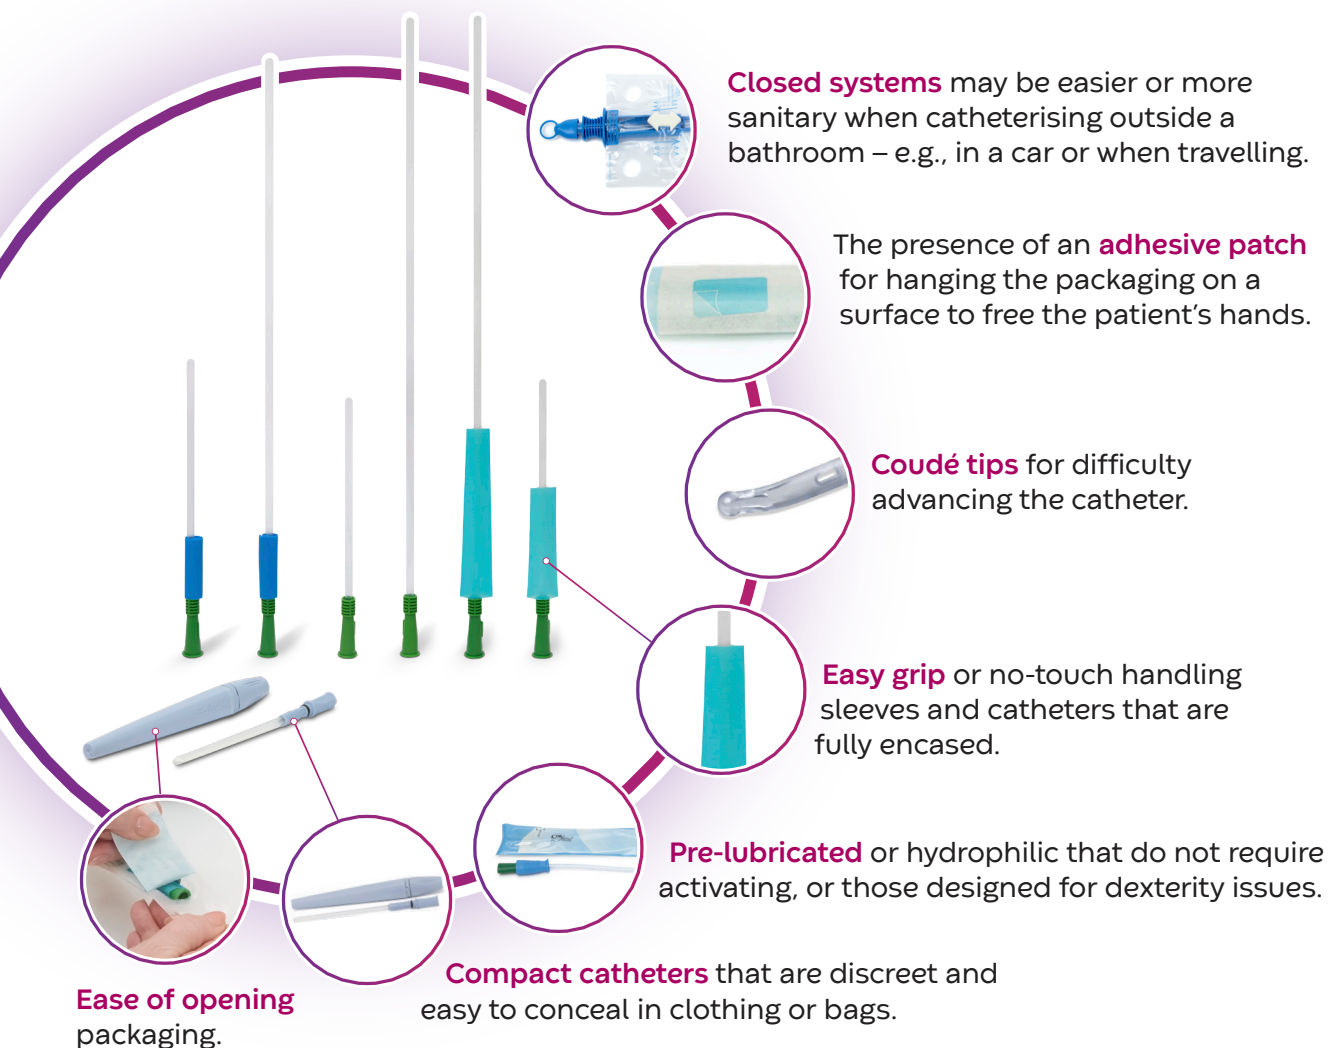 Closed systems may be easier or more
sanitary when catheterising outside a
bathroom – e.g., in a car or when travelling.
The presence of an adhesive patch
for hanging the packaging on a
surface to free the patient’s hands.
Coudé tips for difficulty
advancing the catheter.
Easy grip or no-touch handling
sleeves and catheters that are
fully encased.
Pre-lubricated or hydrophilic that do not require
activating, or those designed for dexterity issues.
Compact catheters that are discreet and
easy to conceal in clothing or bags.
Ease of opening
packaging.